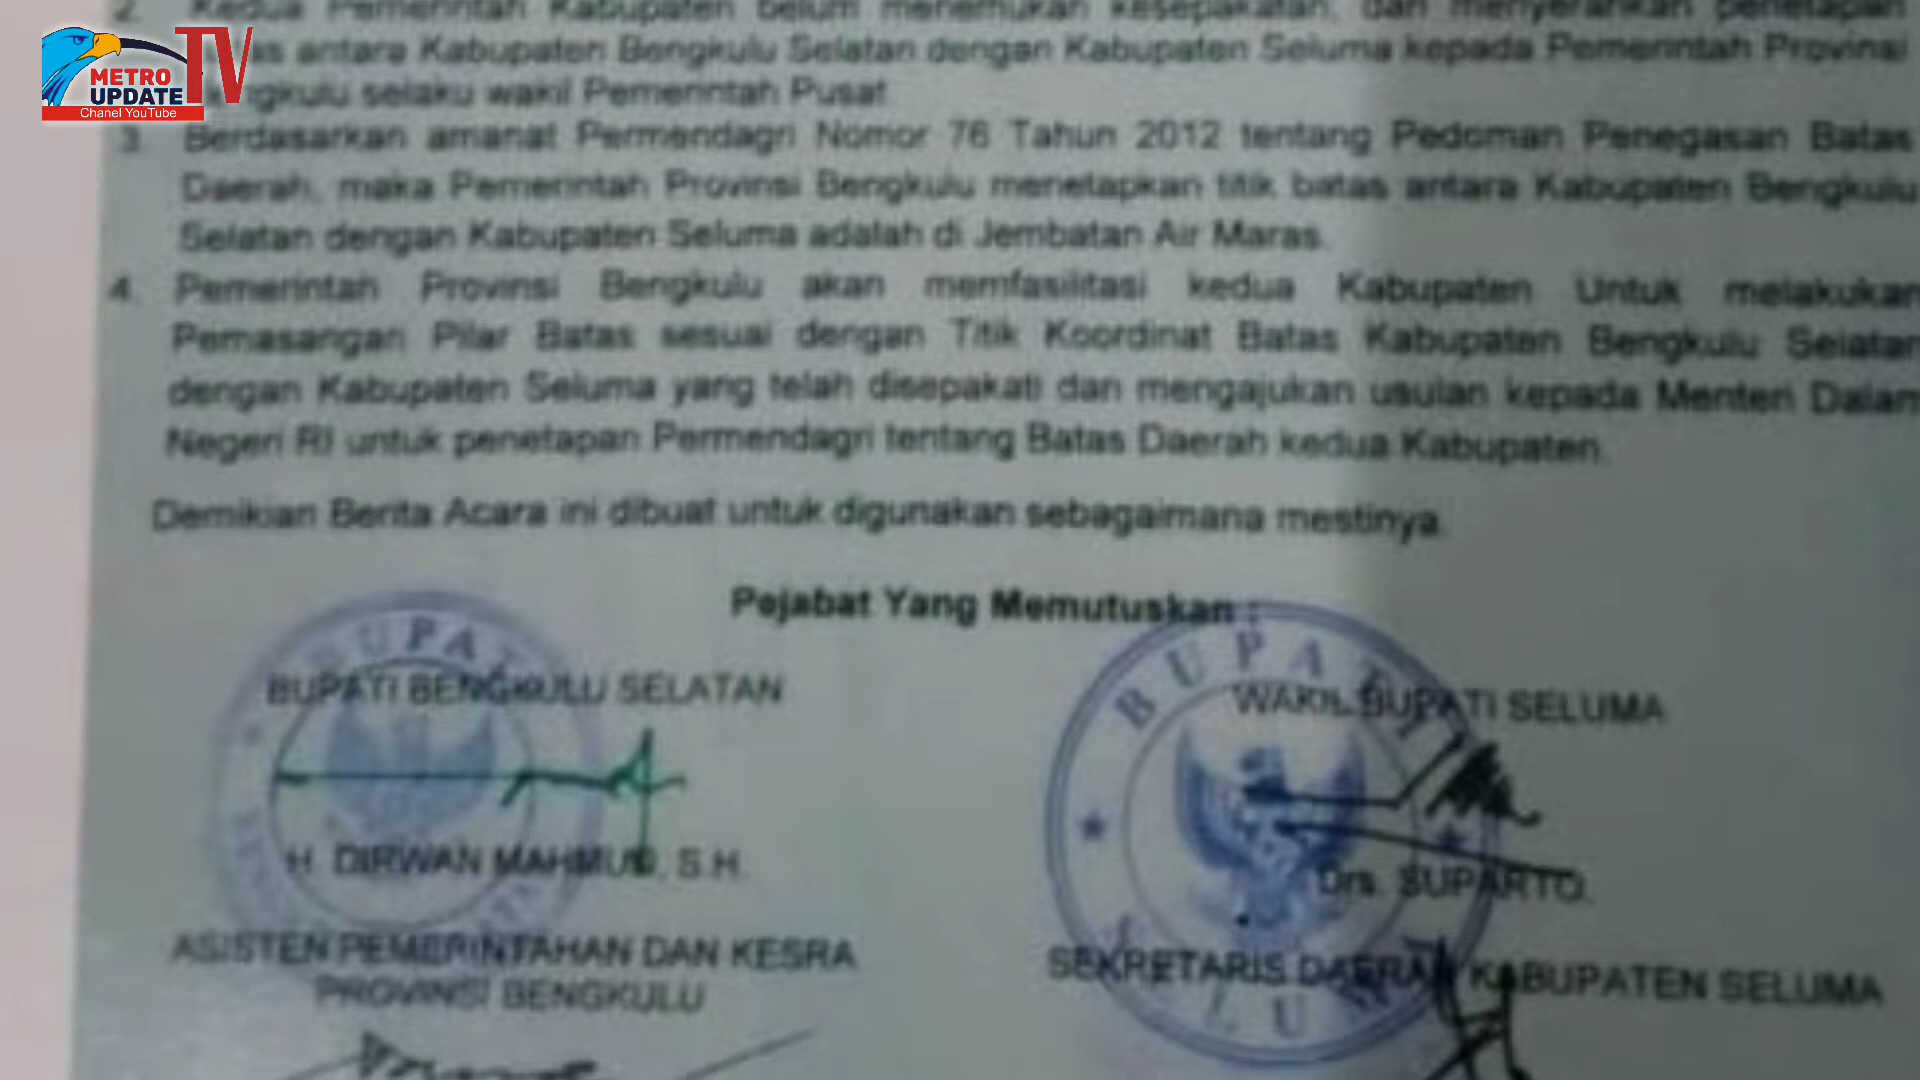 METRO
UPDATE
TV
Chanel YouTube
2. Kedua Pemerintah Kabupaten belum menemukan kesepakatan, dan menyerahkan penetapan
antara Kabupaten Bengkulu Selatan dengan Kabupaten Seluma kepada Pemerintah Provinsi
selaku wakil Pemerintah Pusat
3. Berdasarkan amanat Permendagri Nomor 76 Tahun 2012 tentang Pedoman Penegasan Batas
Daerah, maka Pemerintah Provinsi Bengkulu menetapkan titik batas antara Kabupaten Bengkulu
Selatan dengan Kabupaten Seluma adalah di Jembatan Air Maras.
4. Pemerintah Provinsi Bengkulu akan memfasilitasi kedua Kabupaten Untuk melakukan
Pemasangan Pilar Batas sesuai dengan Titik Koordinat Batas Kabupaten Bengkulu Selatan
dengan Kabupaten Seluma yang telah disepakati dan mengajukan usulan kepada Menteri Dalam
Negeri RI untuk penetapan Permendagri tentang Batas Daerah kedua Kabupaten.
Demikian Berita Acara ini dibuat untuk digunakan sebagaimana mestinya.
Pejabat Yang Memutuskan :
BUPATI
BUPATI BENGKULU SELATAN
H. DIRWAN MAHMUD, S.H.
BUPATI
WAKIL BUPATI SELUMA
Drs. SUPARTO.
ASISTEN PEMERINTAHAN DAN KESRA
PROVINSI BENGKULU
SEKRETARIS DAERAH KABUPATEN SELUMA